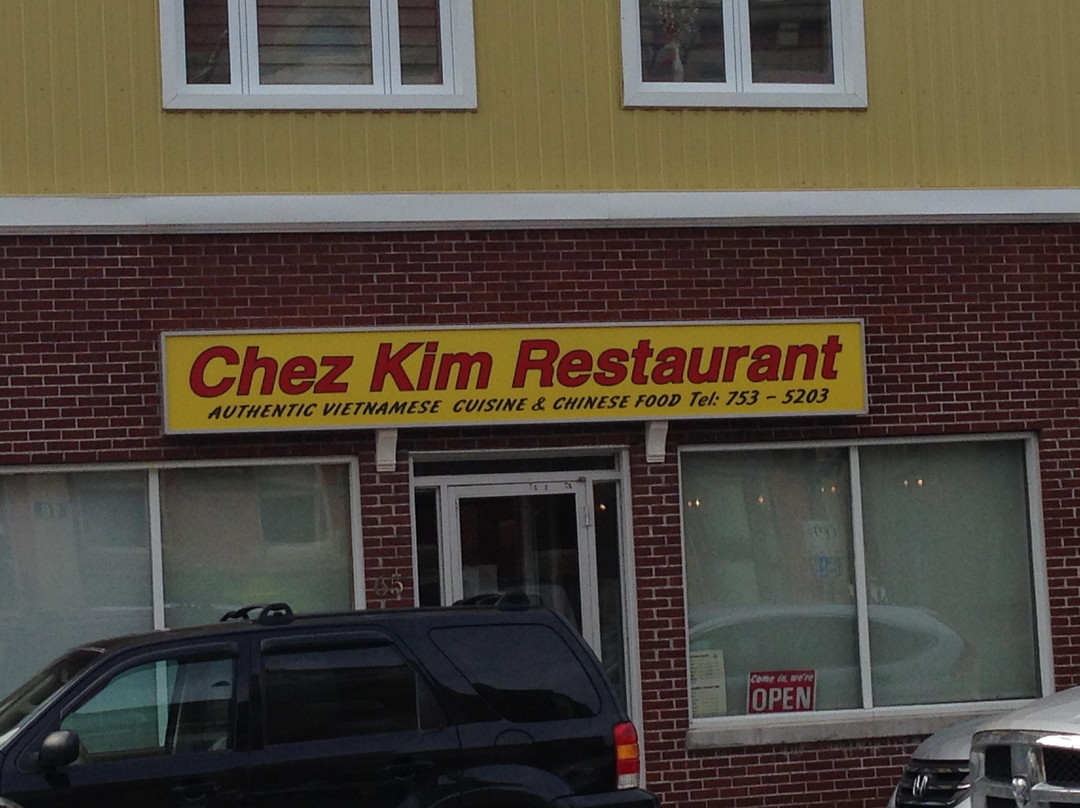 Chez Kim Restaurant
AUTHENTIC VIETNAMESE CUISINE & CHINESE FOOD Tel: 753 - 5203
Come in, we're
OPEN